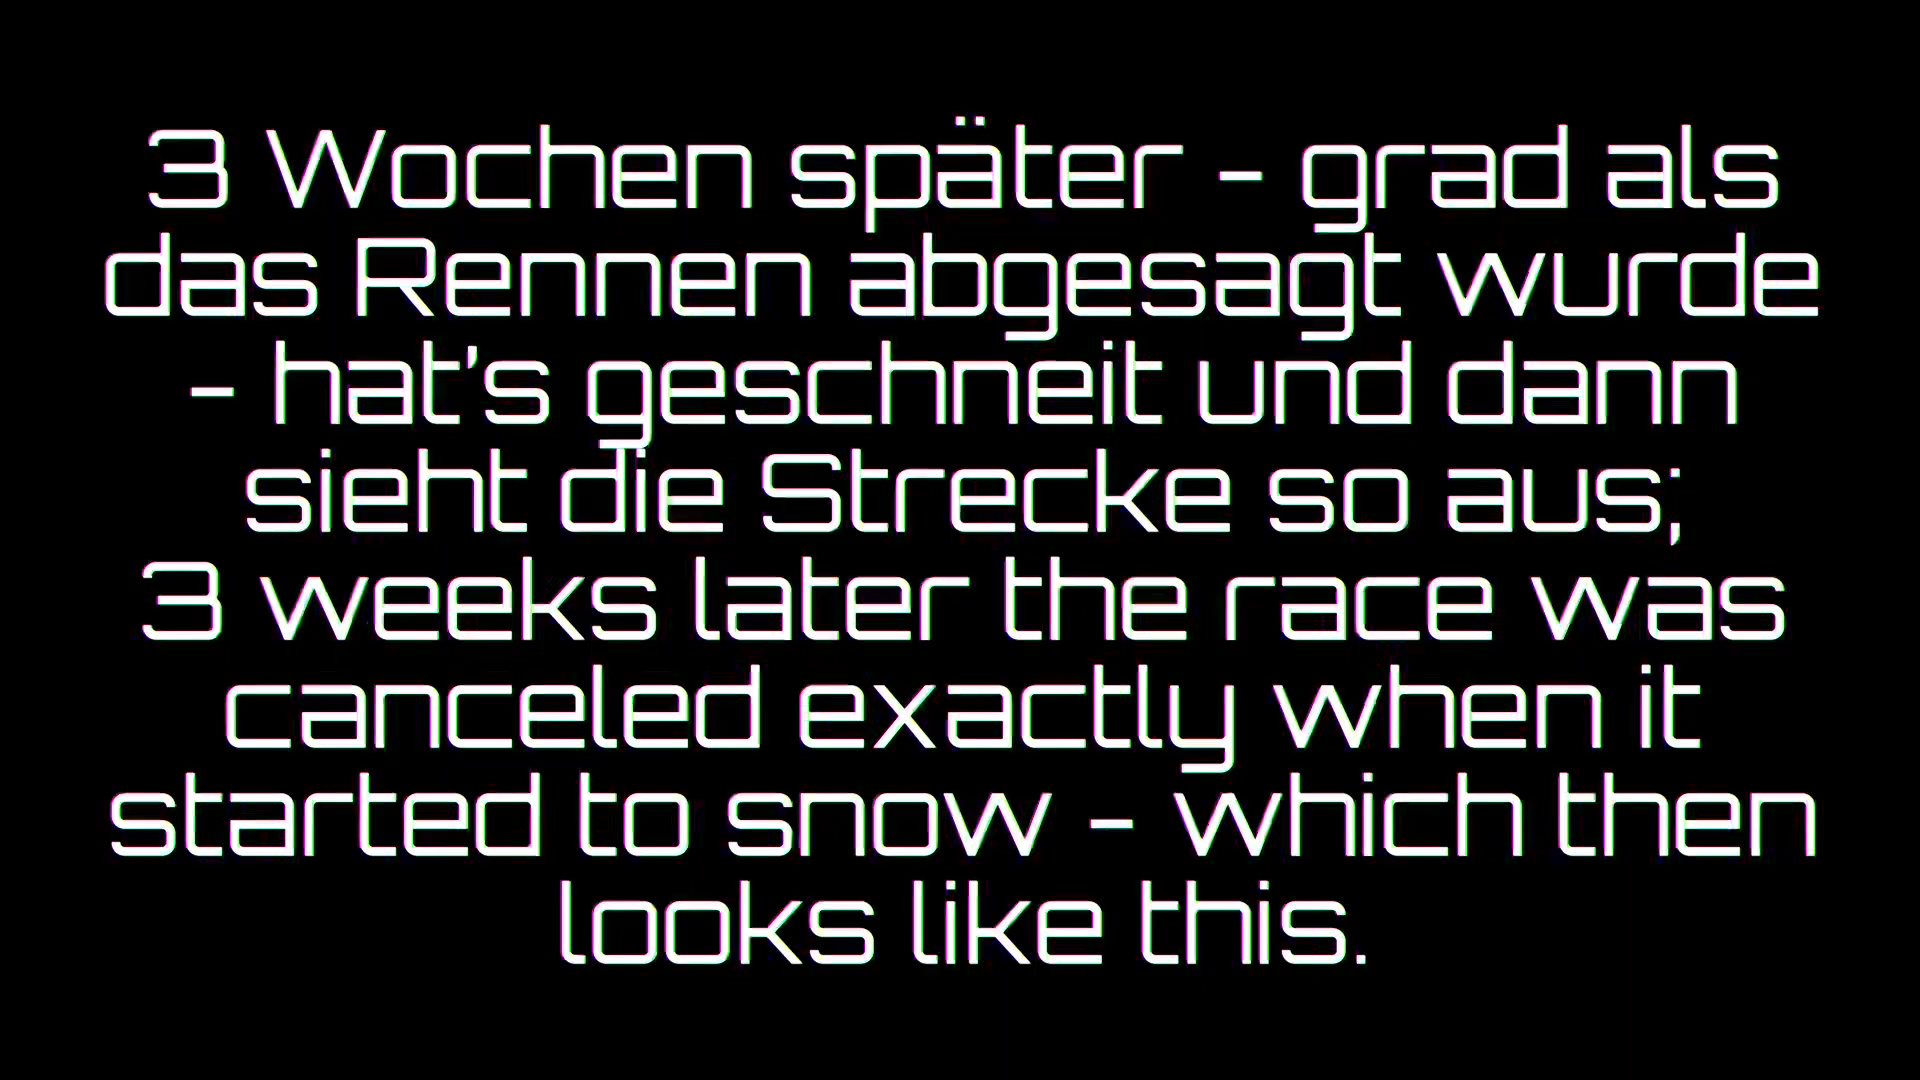 3 Wochen später - grad als
das Rennen abgesagt wurde
- hat's geschneit und dann
sieht die Strecke so aus;
3 weeks later the race was
canceled exactly when it
started to snow - which then
looks like this.